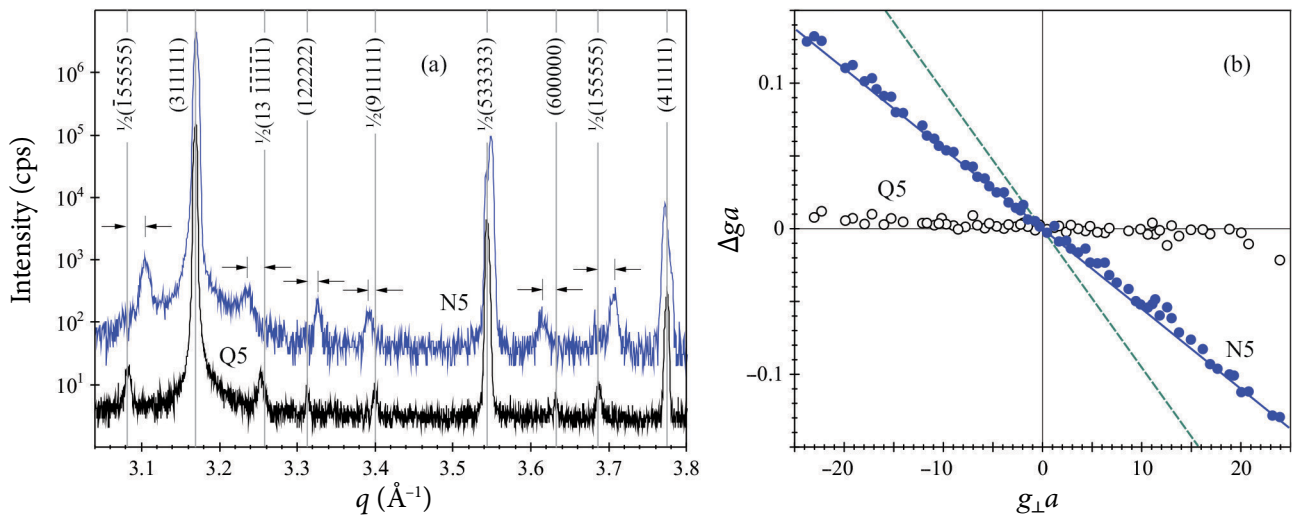 (a)
½(1̄55555)
(311111)
½(13 1̄1̄1̄1̄1̄)
(122222)
½(911111)
½(533333)
(600000)
½(155555)
(411111)
Intensity (cps)
10⁶
10⁵
10⁴
10³
10²
10¹
N5
Q5
3.1 3.2 3.3 3.4 3.5 3.6 3.7 3.8
q (Å⁻¹)
(b)
Δga
0.1
0
−0.1
Q5
N5
−20 −10 0 10 20
g⊥a